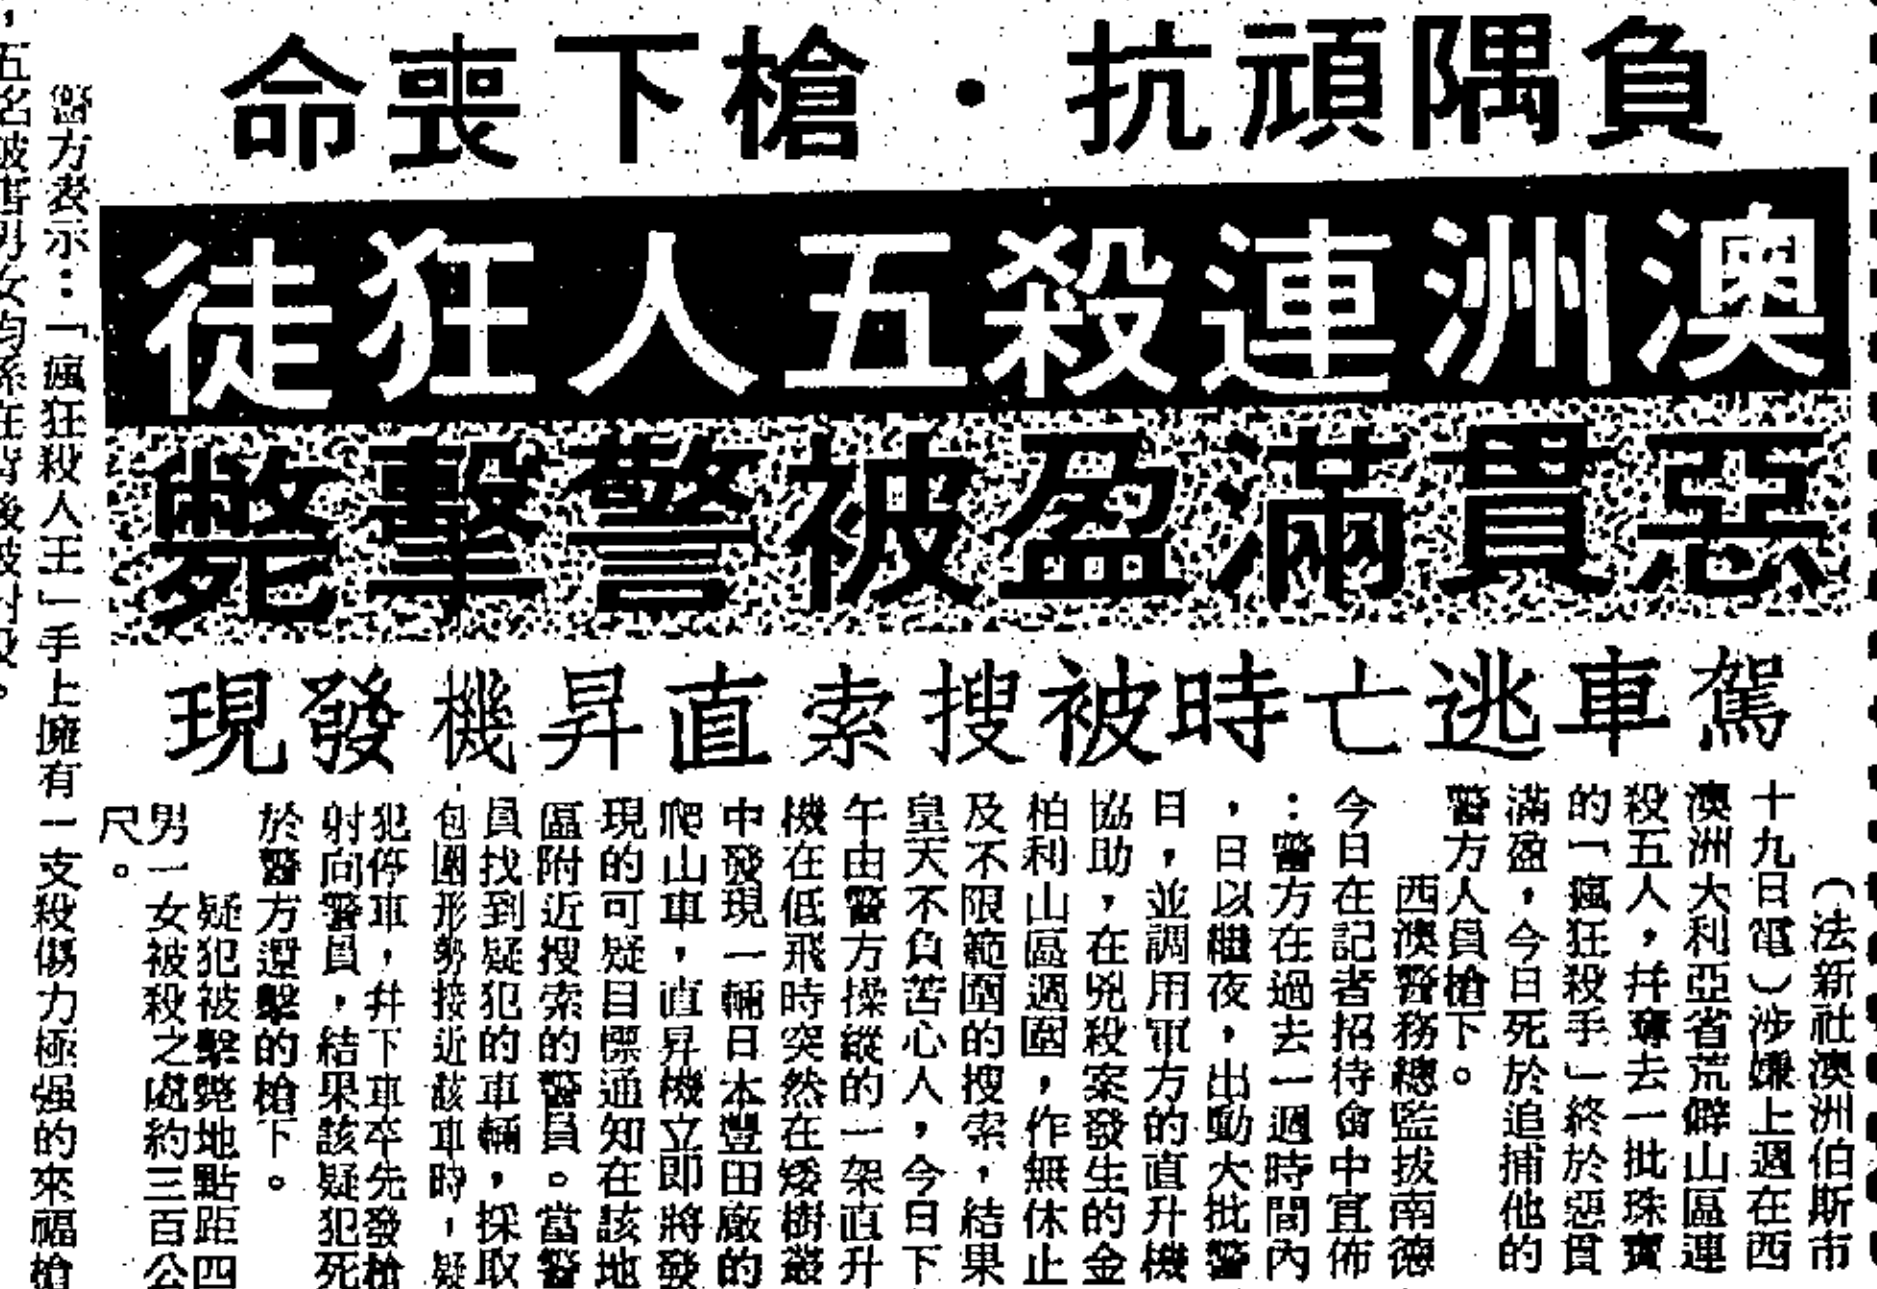 負隅頑抗·槍下喪命
澳洲連殺五人狂徒
惡貫滿盈被警擊斃
駕車逃亡時被搜索直昇機發現
（法新社澳洲伯斯市
十九日電）涉嫌上週在西
澳洲大利亞省荒僻山區連
殺五人，幷奪去一批珠寶
的「瘋狂殺手」終於惡貫
滿盈，今日死於追捕他的
警方人員槍下。
西澳警務總監拔南德
今日在記者招待會中宣佈
：警方在過去一週時間內
，日以繼夜，出動大批警
日，並調用軍方的直升機
協助，在兇殺案發生的金
柏利山區週圍，作無休止
及不限範圍的搜索，結果
皇天不負苦心人，今日下
午由警方操縱的一架直升
機在低飛時突然在矮樹叢
中發現一輛日本豐田廠的
爬山車，直昇機立即將發
現的可疑目標通知在該地
區附近搜索的警員。當警
員找到疑犯的車輛，採取
包圍形勢接近該車時，疑
犯停車，幷下車卒先發槍
射向警員，結果該疑犯死
於警方還擊的槍下。
疑犯被擊斃地點距四
男一女被殺之處約三百公
尺。
警方表示：「瘋狂殺人王」手上擁有一支殺傷力極强的來福槍
，五名被害男女均係在背後被射殺。